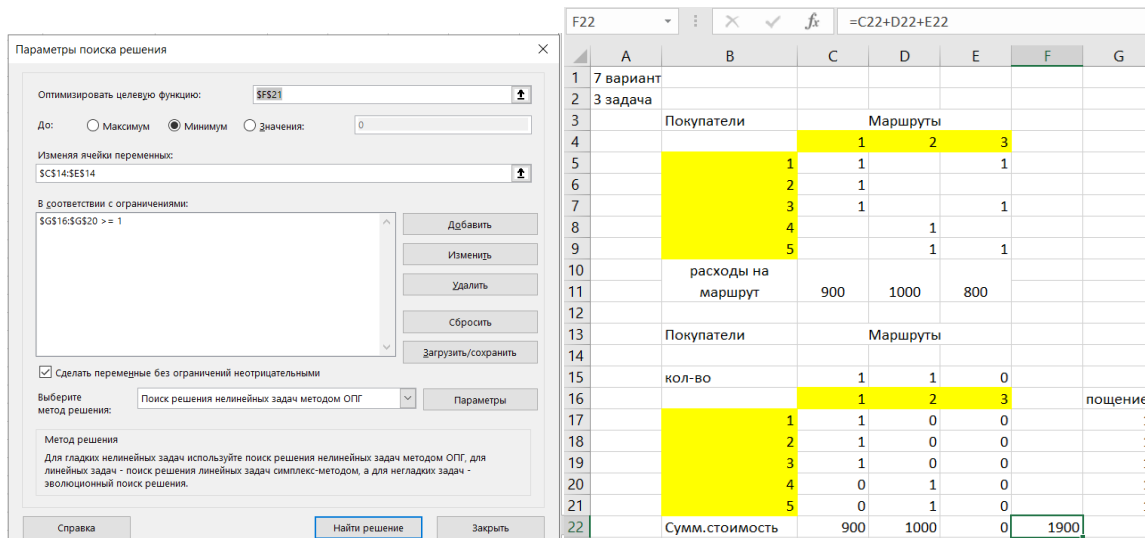 Параметры поиска решения
Оптимизировать целевую функцию: $F$21
До: Максимум Минимум Значения: 0
Изменяя ячейки переменных:
$C$14:$E$14
В соответствии с ограничениями:
$G$16:$G$20 >= 1
Добавить
Изменить
Удалить
Сбросить
Загрузить/сохранить
Сделать переменные без ограничений неотрицательными
Выберите метод решения: Поиск решения нелинейных задач методом ОПГ Параметры
Метод решения
Для гладких нелинейных задач используйте поиск решения нелинейных задач методом ОПГ, для
линейных задач - поиск решения линейных задач симплекс-методом, а для негладких задач -
эволюционный поиск решения.
Справка Найти решение Закрыть
F22 fx =C22+D22+E22
A B C D E F G
1 7 вариант
2 3 задача
3 Покупатели Маршруты
4 1 2 3
5 1 1 1
6 2 1
7 3 1 1
8 4 1
9 5 1 1
10 расходы на
11 маршрут 900 1000 800
12
13 Покупатели Маршруты
14
15 кол-во 1 1 0
16 1 2 3 пощение
17 1 1 0 0
18 2 1 0 0
19 3 1 0 0
20 4 0 1 0
21 5 0 1 0
22 Сумм.стоимость 900 1000 0 1900